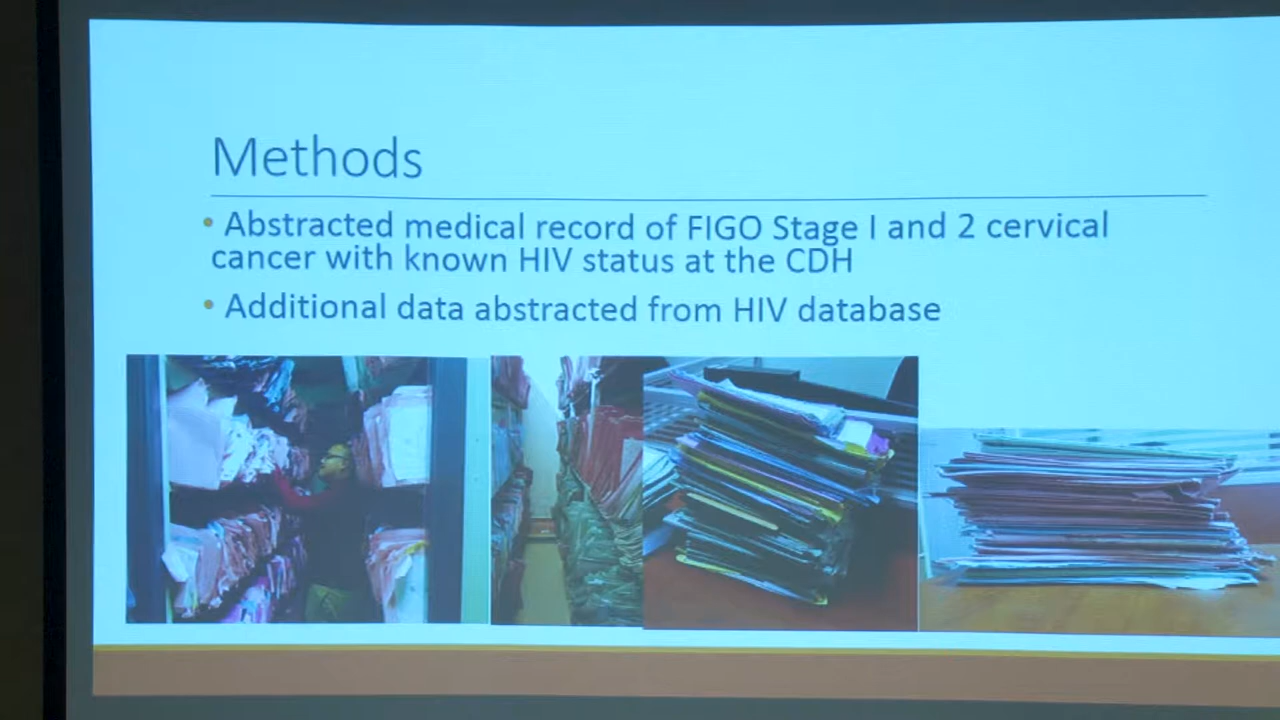 Methods
• Abstracted medical record of FIGO Stage I and 2 cervical
cancer with known HIV status at the CDH
• Additional data abstracted from HIV database